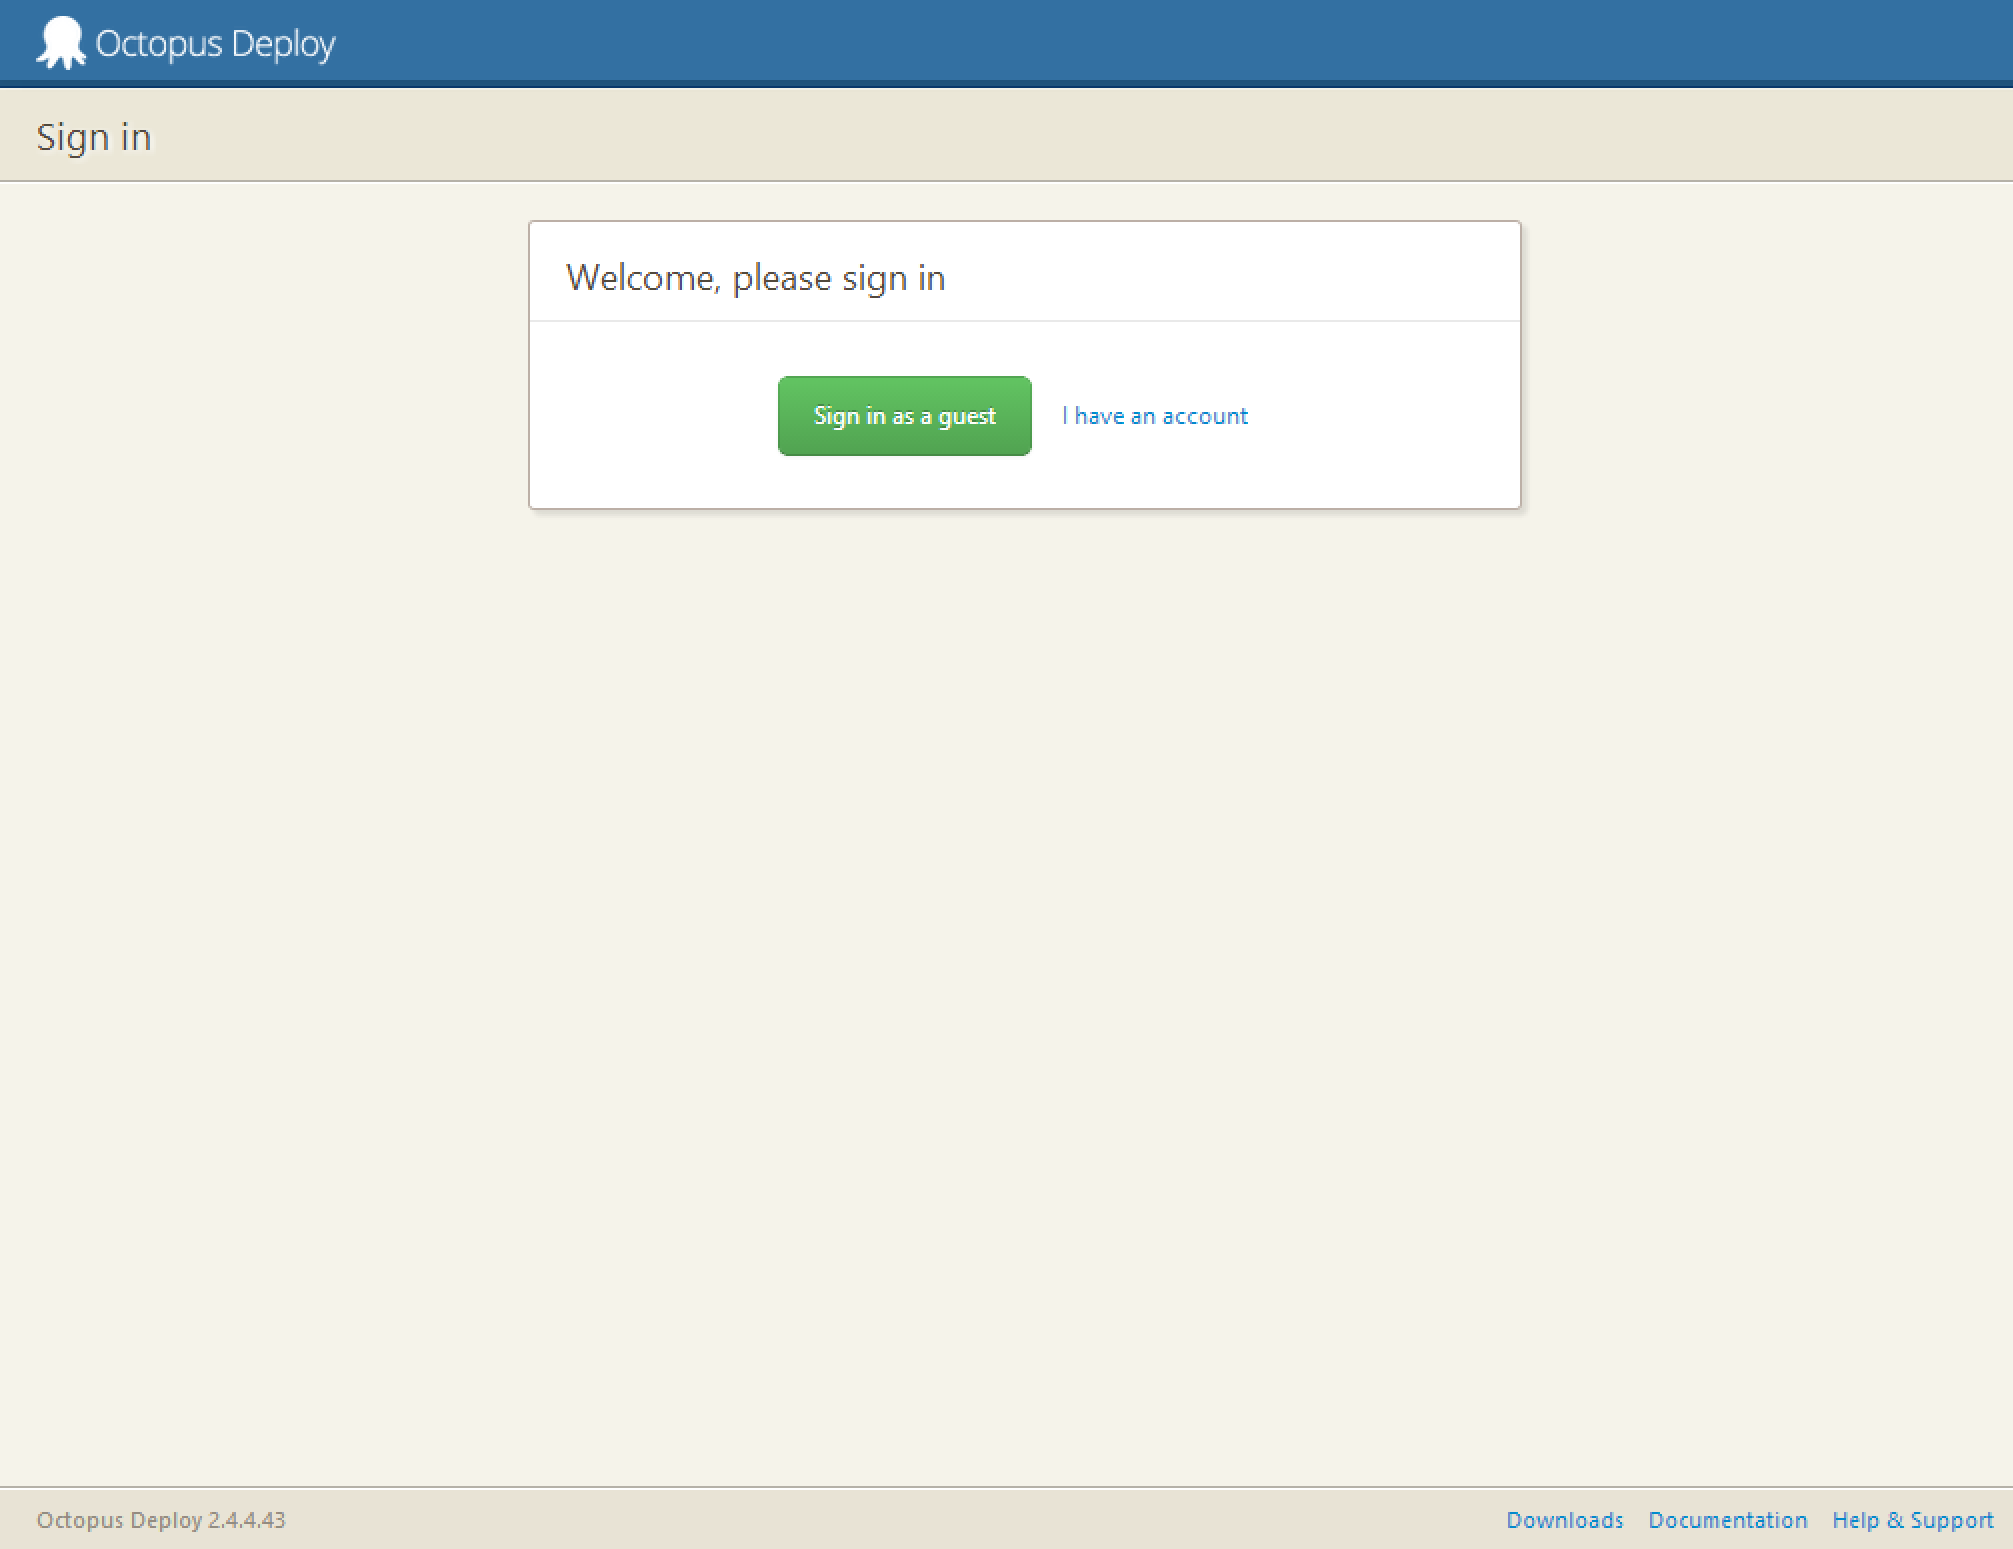 Octopus Deploy
Sign in
Welcome, please sign in
Sign in as a guest
I have an account
Octopus Deploy 2.4.4.43
Downloads Documentation Help & Support